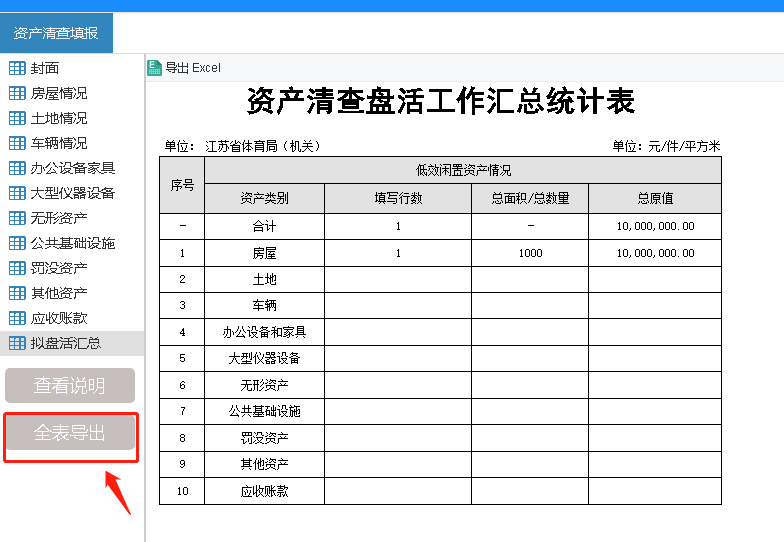 资产清查填报
封面
房屋情况
土地情况
车辆情况
办公设备家具
大型仪器设备
无形资产
公共基础设施
罚没资产
其他资产
应收账款
拟盘活汇总
查看说明
全表导出
导出 Excel
资产清查盘活工作汇总统计表
单位： 江苏省体育局（机关） 单位：元/件/平方米
序号 低效闲置资产情况
资产类别 填写行数 总面积/总数量 总原值
— 合计 1 — 10,000,000.00
1 房屋 1 1000 10,000,000.00
2 土地
3 车辆
4 办公设备和家具
5 大型仪器设备
6 无形资产
7 公共基础设施
8 罚没资产
9 其他资产
10 应收账款